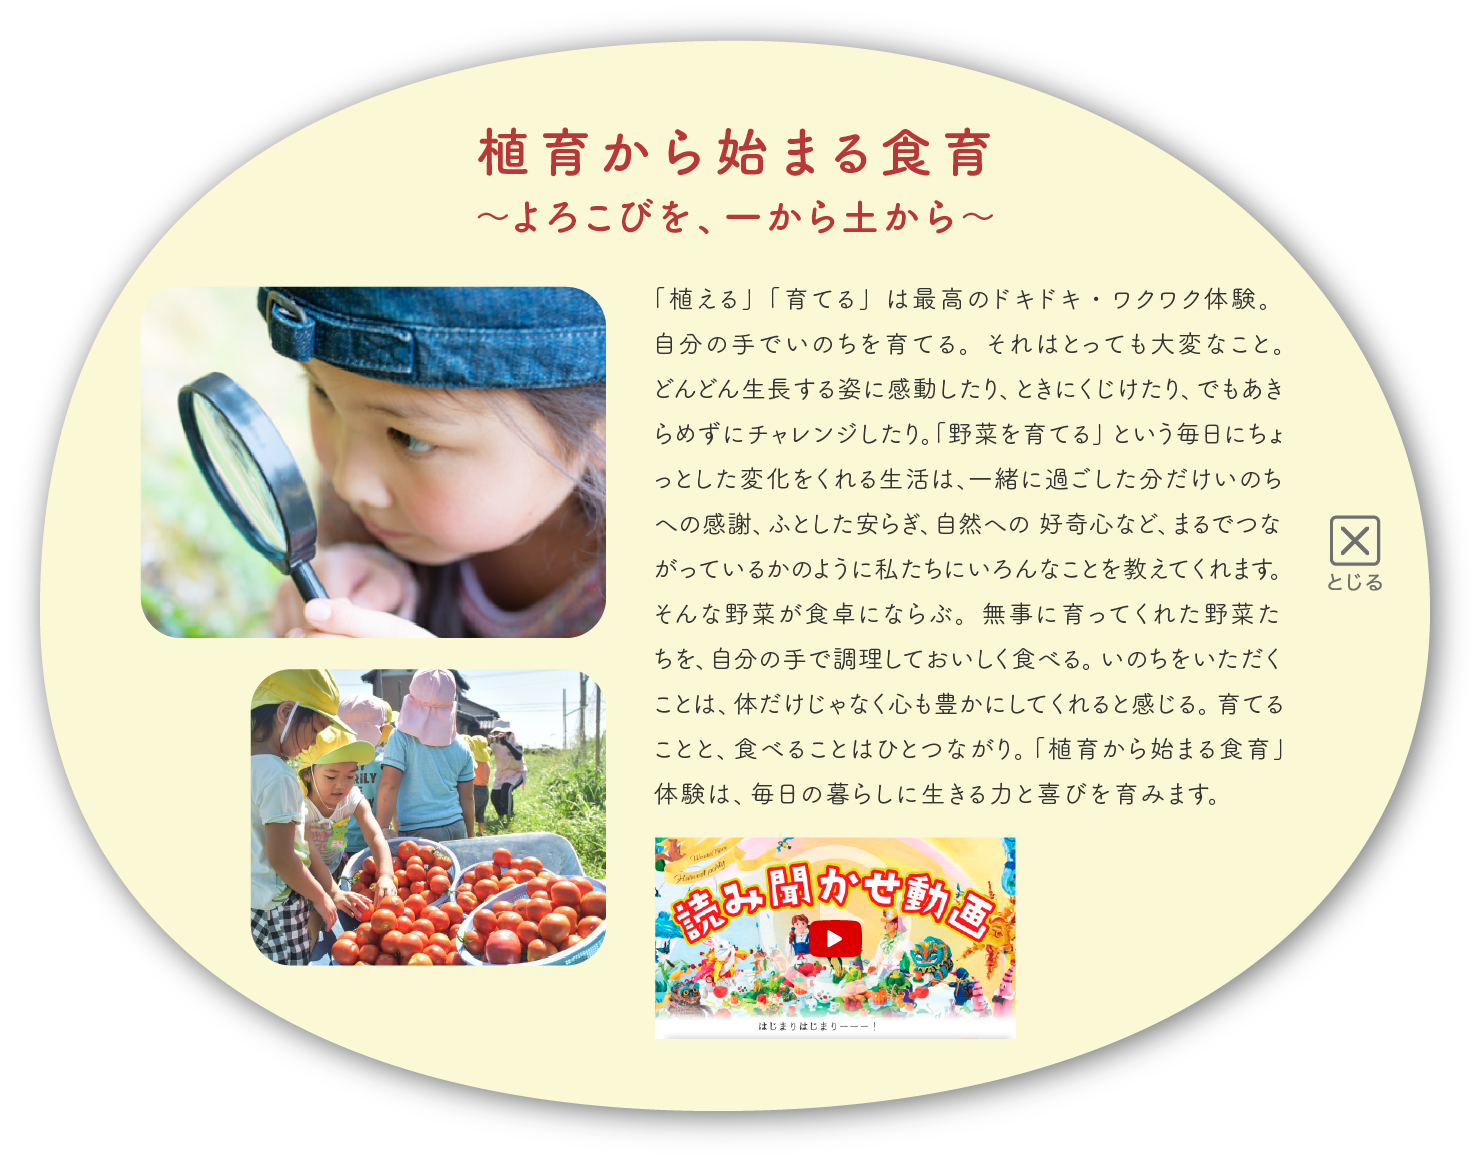 植育から始まる食育
～よろこびを、一から土から～
「植える」「育てる」は最高のドキドキ・ワクワク体験。
自分の手でいのちを育てる。それはとっても大変なこと。
どんどん生長する姿に感動したり、ときにくじけたり、でもあき
らめずにチャレンジしたり。「野菜を育てる」という毎日にちょ
っとした変化をくれる生活は、一緒に過ごした分だけいのち
への感謝、ふとした安らぎ、自然への 好奇心など、まるでつな
がっているかのように私たちにいろんなことを教えてくれます。
そんな野菜が食卓にならぶ。無事に育ってくれた野菜た
ちを、自分の手で調理しておいしく食べる。いのちをいただく
ことは、体だけじゃなく心も豊かにしてくれると感じる。育てる
ことと、食べることはひとつながり。「植育から始まる食育」
体験は、毎日の暮らしに生きる力と喜びを育みます。
とじる
Harvest party
読み聞かせ動画
はじまりはじまりーーー！